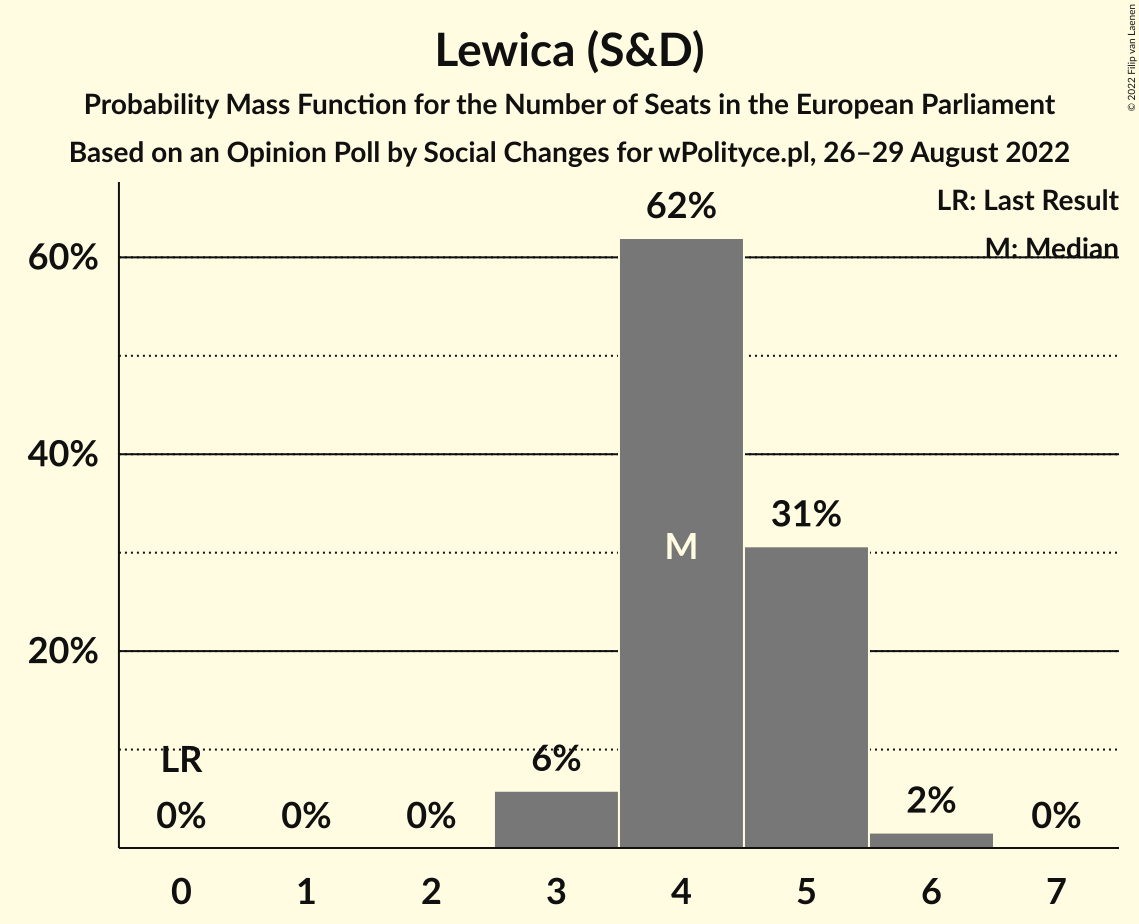 Lewica (S&D)
Probability Mass Function for the Number of Seats in the European Parliament
Based on an Opinion Poll by Social Changes for wPolityce.pl, 26–29 August 2022
© 2022 Filip van Laenen
LR: Last Result
M: Median
60%
40%
20%
62%
31%
M
LR
6%
2%
0%
0%
0%
0%
0 1 2 3 4 5 6 7